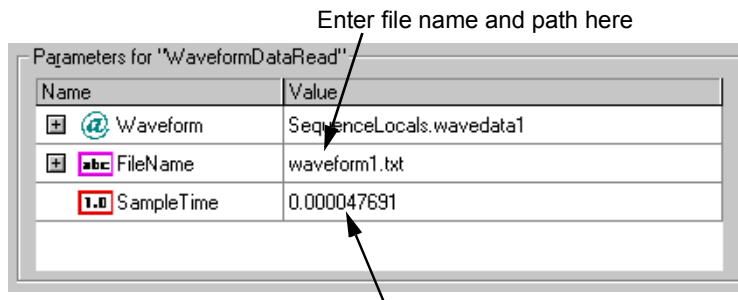 Enter file name and path here
Parameters for "WaveformDataRead"
Name Value
@ Waveform SequenceLocals.wavedata1
abc FileName waveform1.txt
1.0 SampleTime 0.000047691